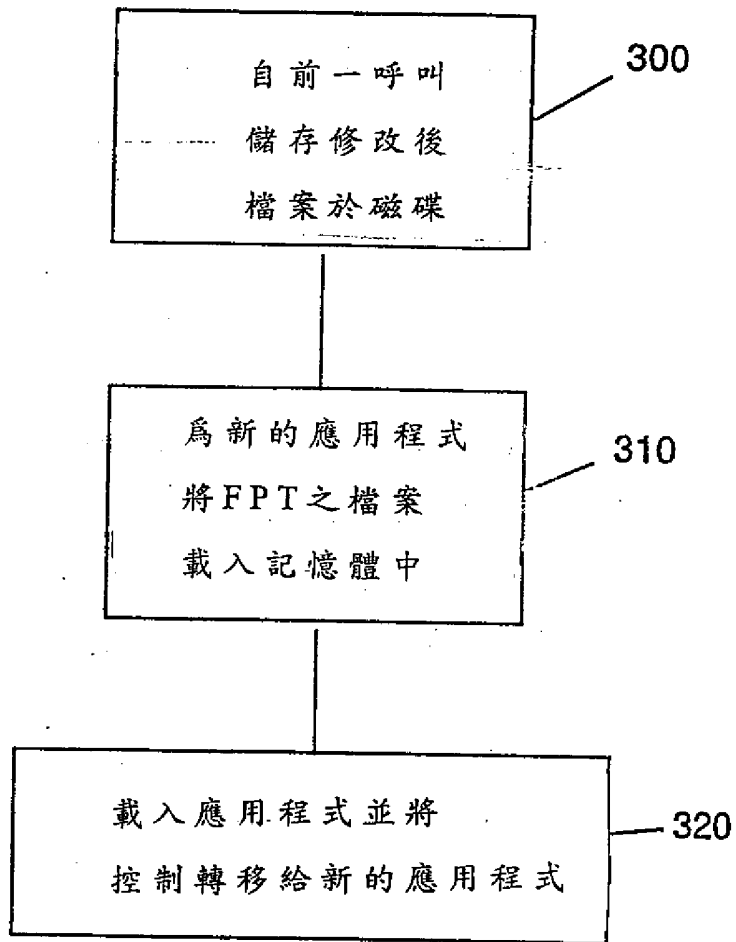 自前一呼叫
300
儲存修改後
檔案於磁碟
爲新的應用程式
310
將FPT之檔案
載入記憶體中
載入應用程式並將
320
控制轉移給新的應用程式